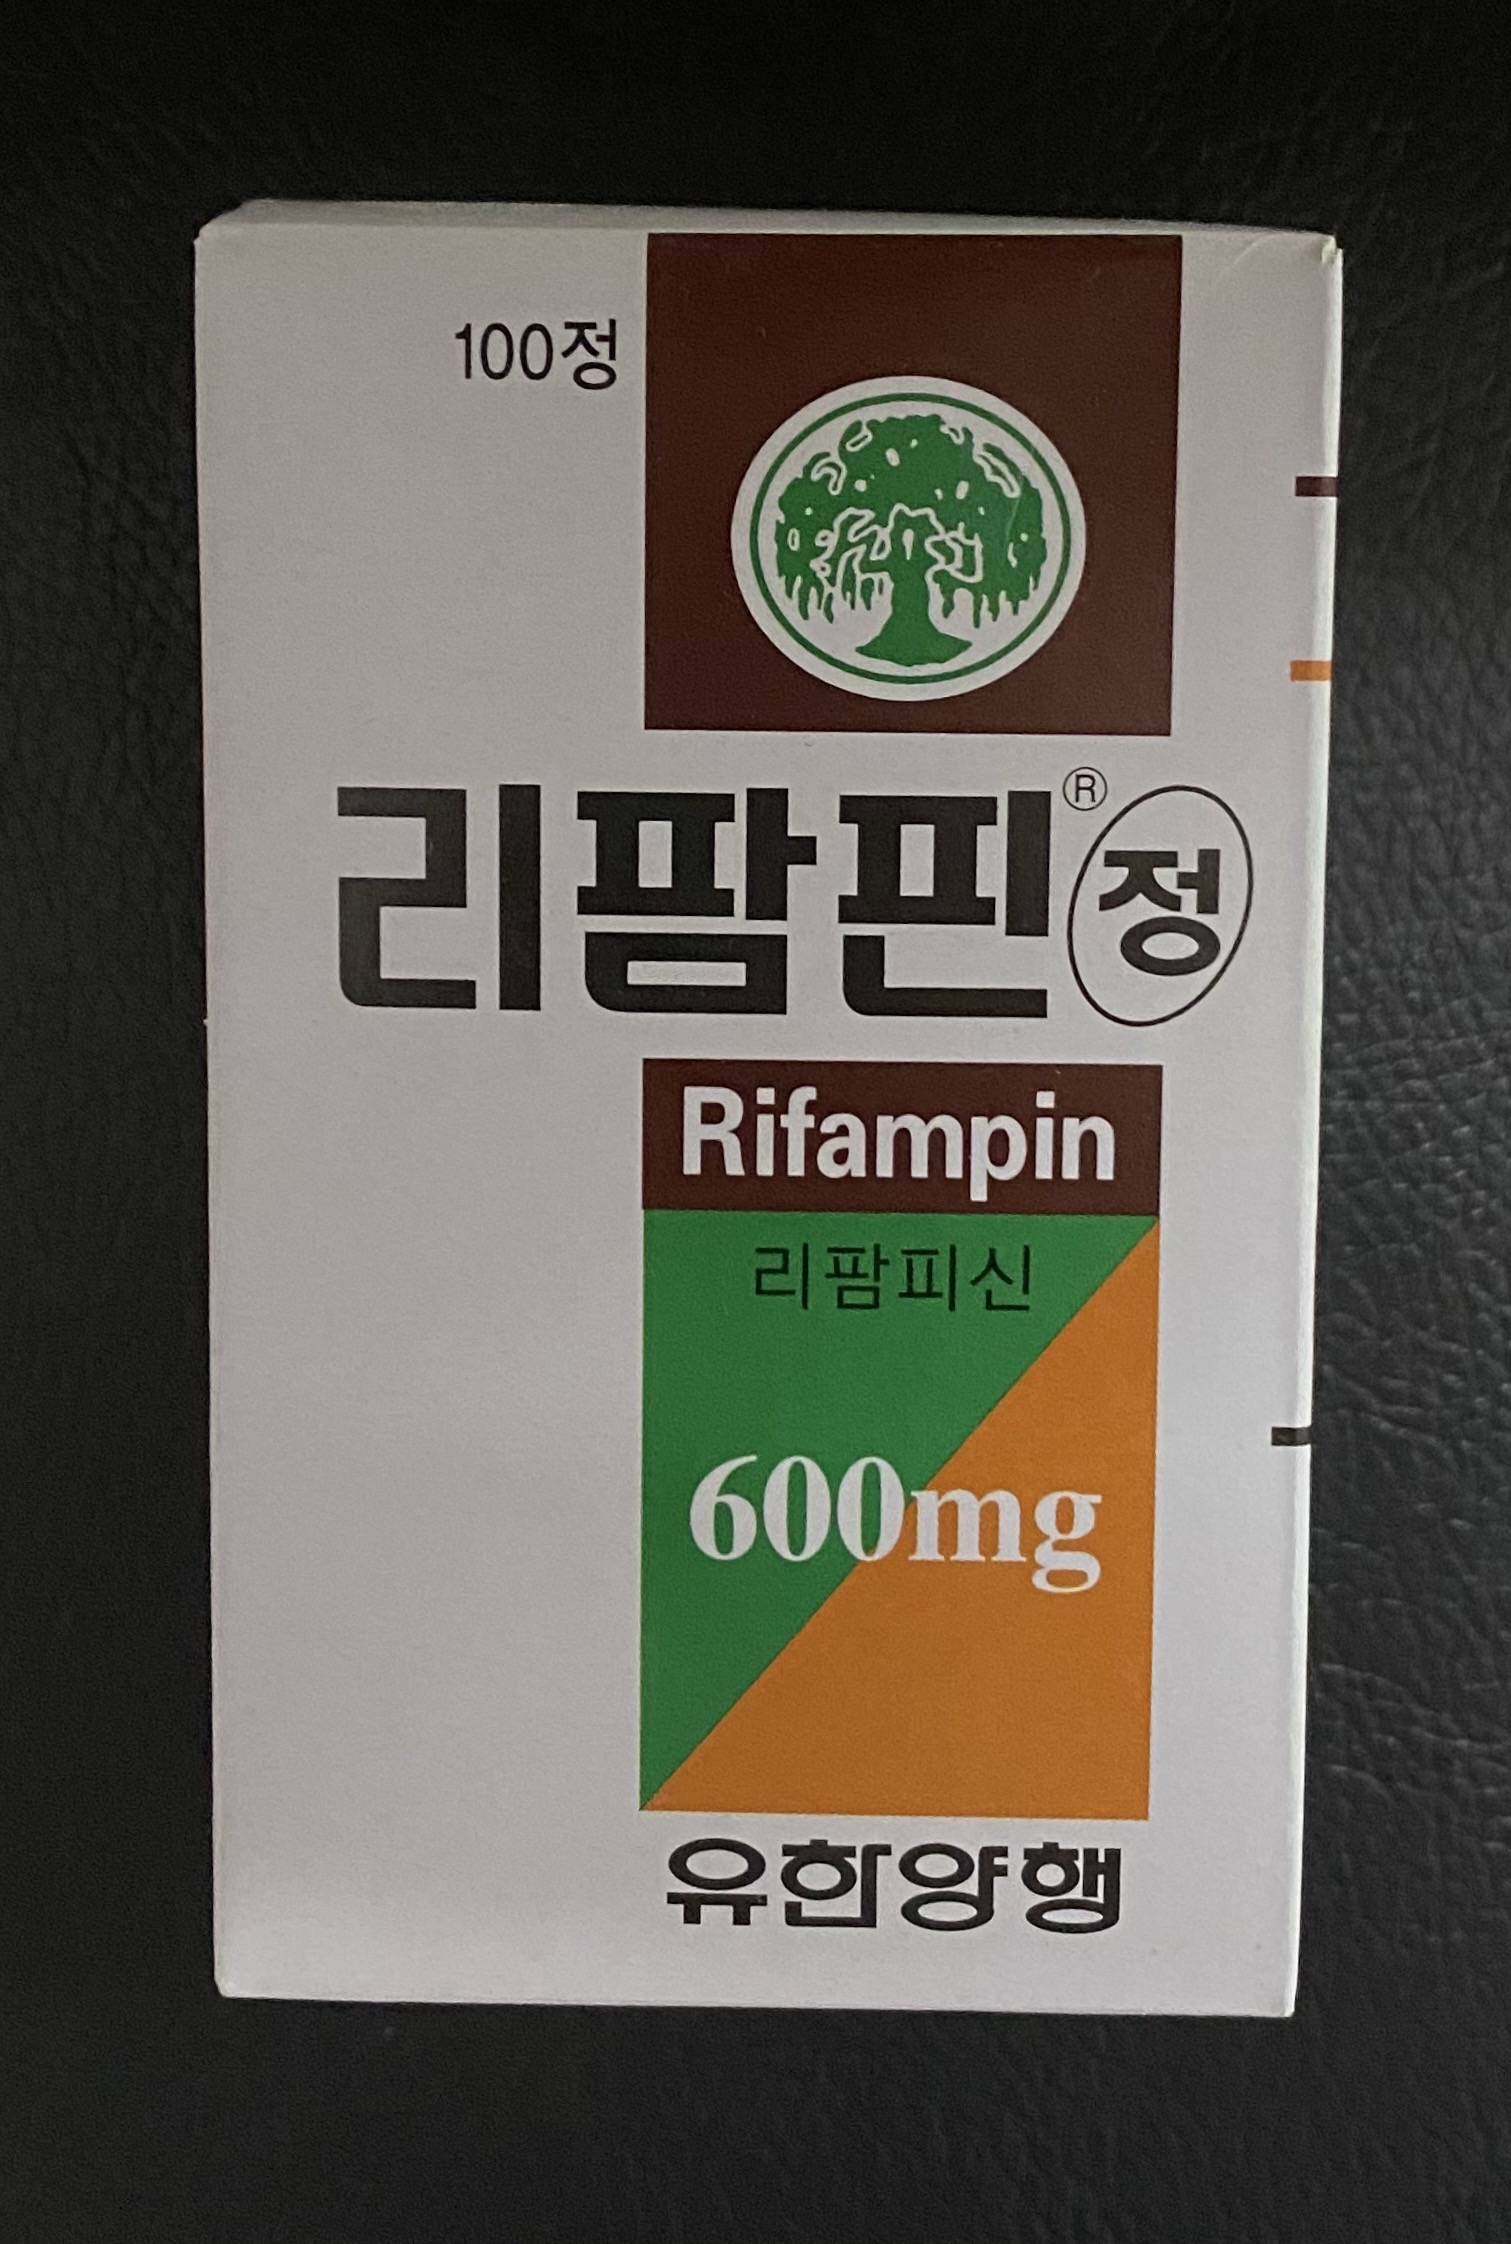 100정
리팜핀® 정
Rifampin
리팜피신
600mg
유한양행